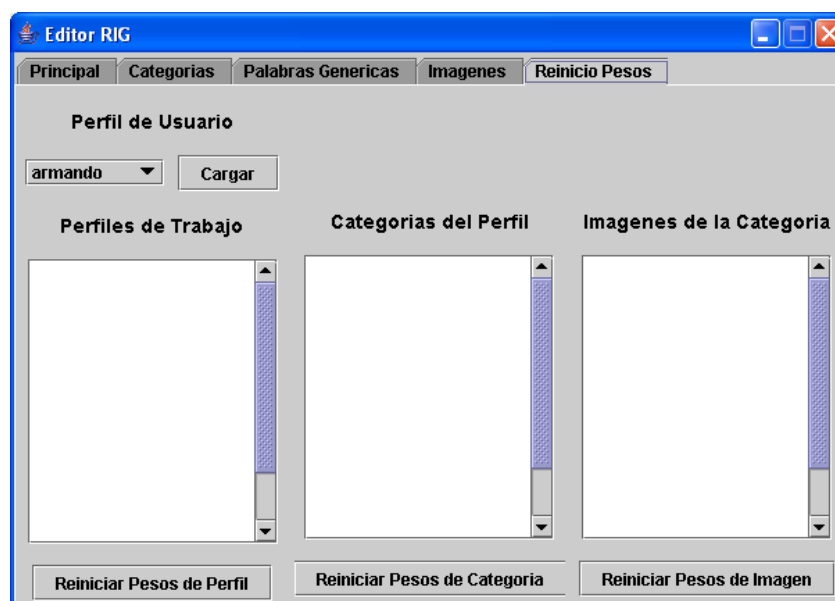 Editor RIG
Principal Categorias Palabras Genericas Imagenes Reinicio Pesos
Perfil de Usuario
armando Cargar
Perfiles de Trabajo Categorias del Perfil Imagenes de la Categoria
Reiniciar Pesos de Perfil Reiniciar Pesos de Categoria Reiniciar Pesos de Imagen